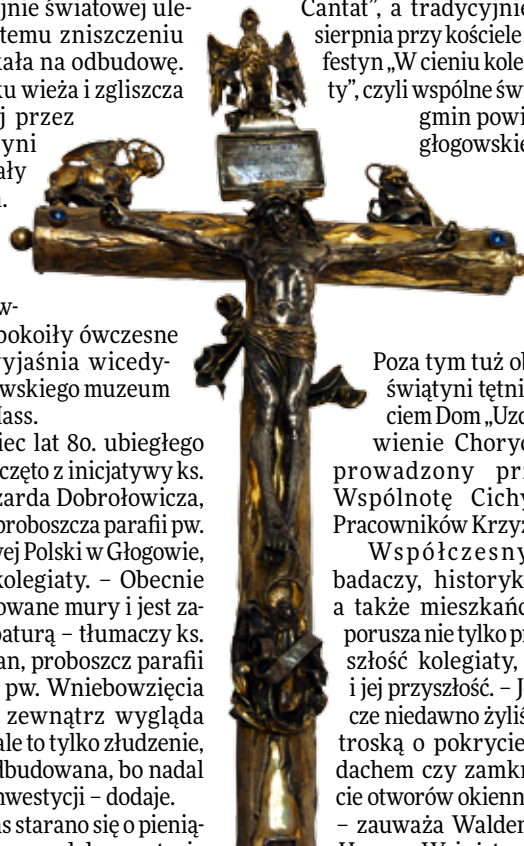 jnie światowej ule-
temu zniszczeniu
kała na odbudowę.
ku wieża i zgliszcza
j przez
yni
ały
w-
pokoiły ówczesne
yjaśnia wicedy-
wskiego muzeum
Hass.
iec lat 80. ubiegłego
częto z inicjatywy ks.
zarda Dobrołowicza,
proboszcza parafii pw.
wej Polski w Głogowie,
kolegiaty. – Obecnie
owane mury i jest za-
paturą – tłumaczy ks.
an, proboszcz parafii
pw. Wniebowzięcia
zewnątrz wygląda
ale to tylko złudzenie,
dbudowana, bo nadal
nwestycji – dodaje.
as starano się o pienią-
Cantat”, a tradycyjnie
sierpnia przy kościele
festyn „W cieniu kole
ty”, czyli wspólne św
gmin powi
głogowskie
Poza tym tuż ob
świątyni tętni
ciem Dom „Uzd
wienie Choryc
prowadzony prz
Wspólnotę Cichy
Pracowników Krzyż
Współczesny
badaczy, historyk
a także mieszkańc
porusza nie tylko pr
szłość kolegiaty,
i jej przyszłość. – J
cze niedawno żyliś
troską o pokrycie
dachem czy zamkn
cie otworów okienn
– zauważa Walden